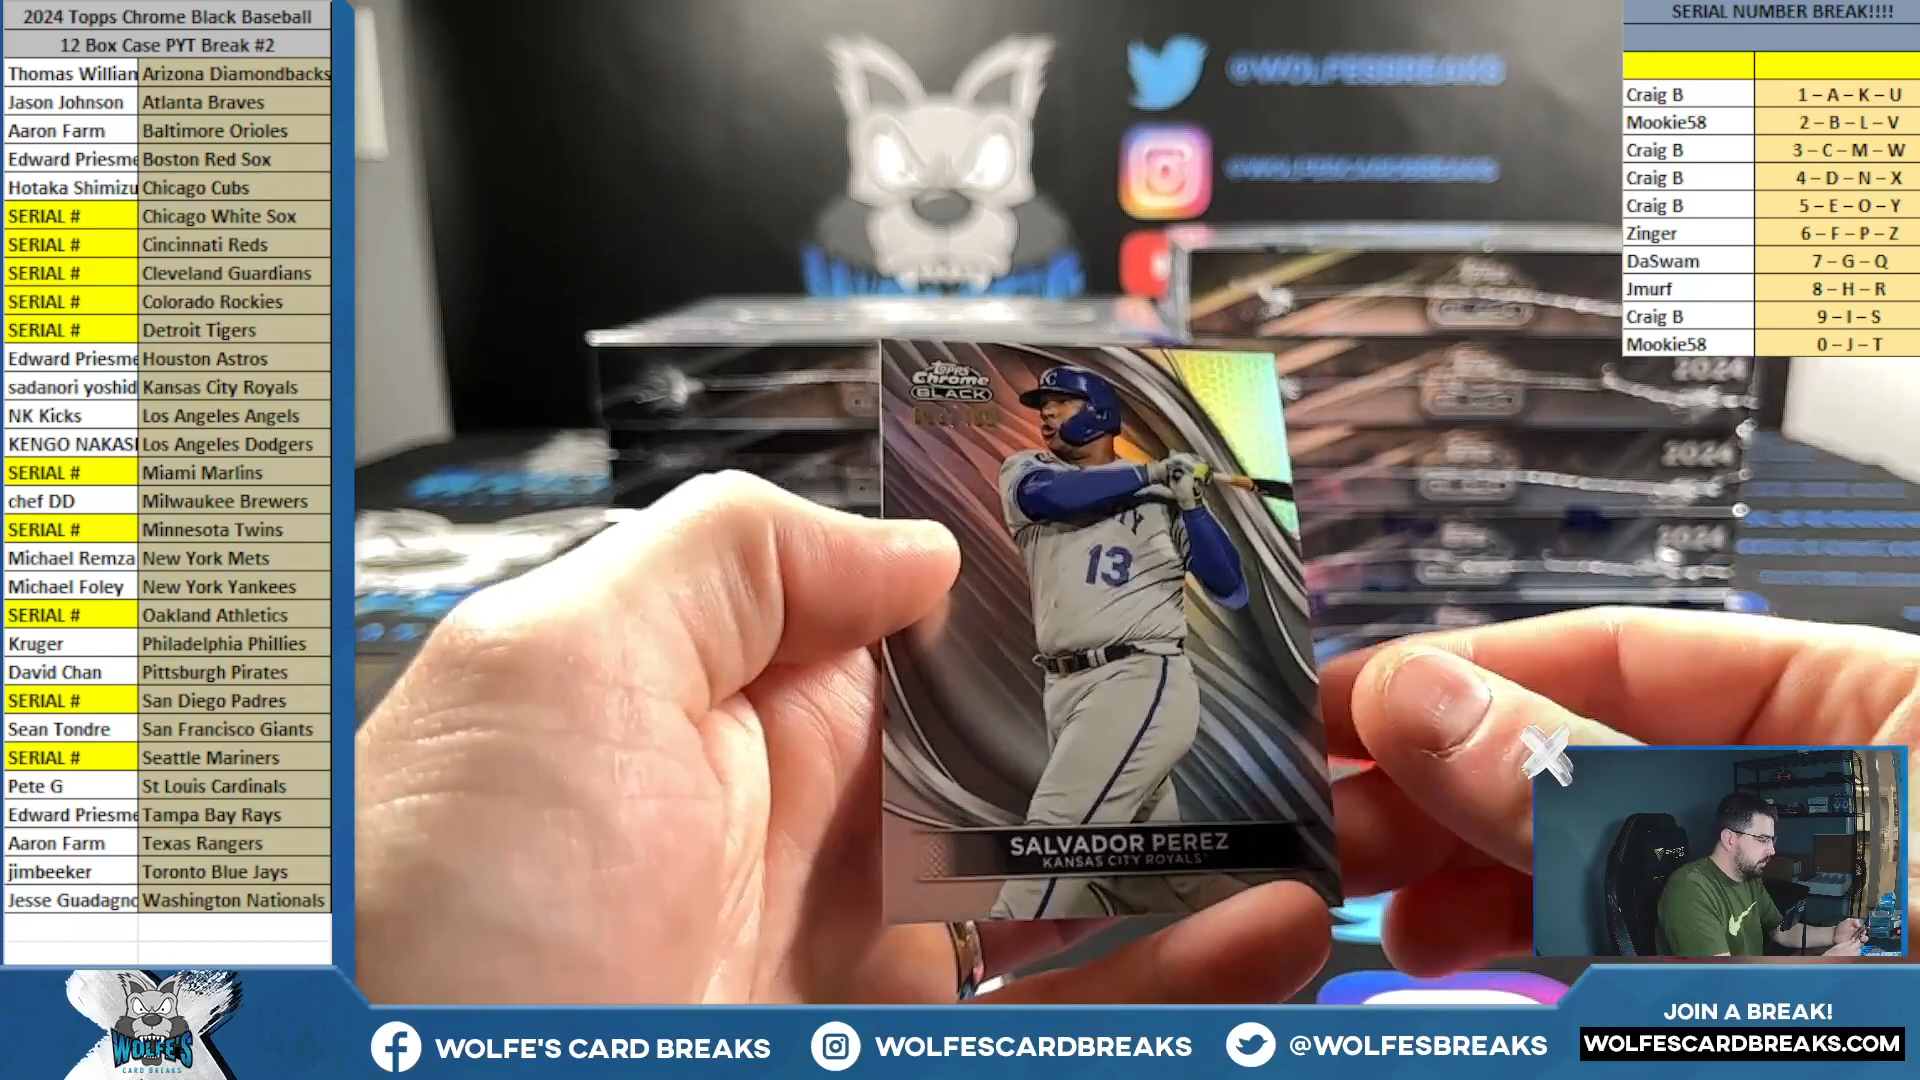 2024 Topps Chrome Black Baseball
12 Box Case PYT Break #2
Thomas Willian Arizona Diamondbacks
Jason Johnson Atlanta Braves
Aaron Farm Baltimore Orioles
Edward Priesme Boston Red Sox
Hotaka Shimizu Chicago Cubs
SERIAL # Chicago White Sox
SERIAL # Cincinnati Reds
SERIAL # Cleveland Guardians
SERIAL # Colorado Rockies
SERIAL # Detroit Tigers
Edward Priesme Houston Astros
sadanori yoshid Kansas City Royals
NK Kicks Los Angeles Angels
KENGO NAKASI Los Angeles Dodgers
SERIAL # Miami Marlins
chef DD Milwaukee Brewers
SERIAL # Minnesota Twins
Michael Remza New York Mets
Michael Foley New York Yankees
SERIAL # Oakland Athletics
Kruger Philadelphia Phillies
David Chan Pittsburgh Pirates
SERIAL # San Diego Padres
Sean Tondre San Francisco Giants
SERIAL # Seattle Mariners
Pete G St Louis Cardinals
Edward Priesme Tampa Bay Rays
Aaron Farm Texas Rangers
jimbeeker Toronto Blue Jays
Jesse Guadagno Washington Nationals
@WOLFESBREAKS
@WOLFESCARDBREAKS
SERIAL NUMBER BREAK!!!!
Craig B 1 – A – K – U
Mookie58 2 – B – L – V
Craig B 3 – C – M – W
Craig B 4 – D – N – X
Craig B 5 – E – O – Y
Zinger 6 – F – P – Z
DaSwam 7 – G – Q
Jmurf 8 – H – R
Craig B 9 – I – S
Mookie58 0 – J – T
2024
2024
2024
TOPPS
Chrome
BLACK
KC
13
SALVADOR PEREZ
KANSAS CITY ROYALS
WOLFE'S
CARD BREAKS
WOLFE'S CARD BREAKS
WOLFESCARDBREAKS
@WOLFESBREAKS
JOIN A BREAK!
WOLFESCARDBREAKS.COM